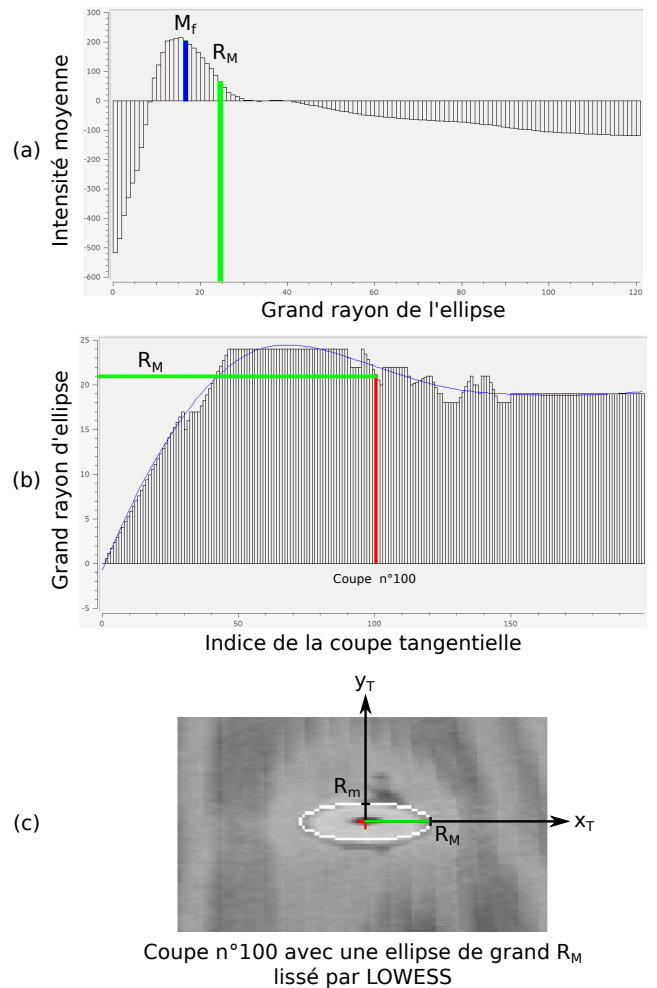 (a)
Intensité moyenne
300
200
100
0
-100
-200
-300
-400
-500
-600
M_f
R_M
0 20 40 60 80 100 120
Grand rayon de l'ellipse
(b)
Grand rayon d'ellipse
25
20
15
10
5
0
-5
R_M
Coupe n°100
0 50 100 150
Indice de la coupe tangentielle
(c)
y_T
R_m
x_T
R_M
Coupe n°100 avec une ellipse de grand R_M
lissé par LOWESS